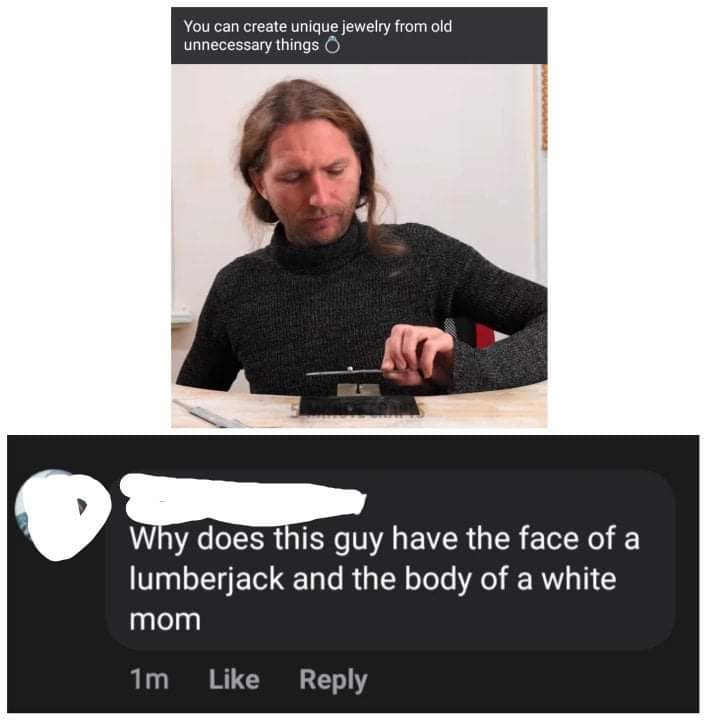 You can create unique jewelry from old
unnecessary things 💍
Why does this guy have the face of a
lumberjack and the body of a white
mom
1m Like Reply